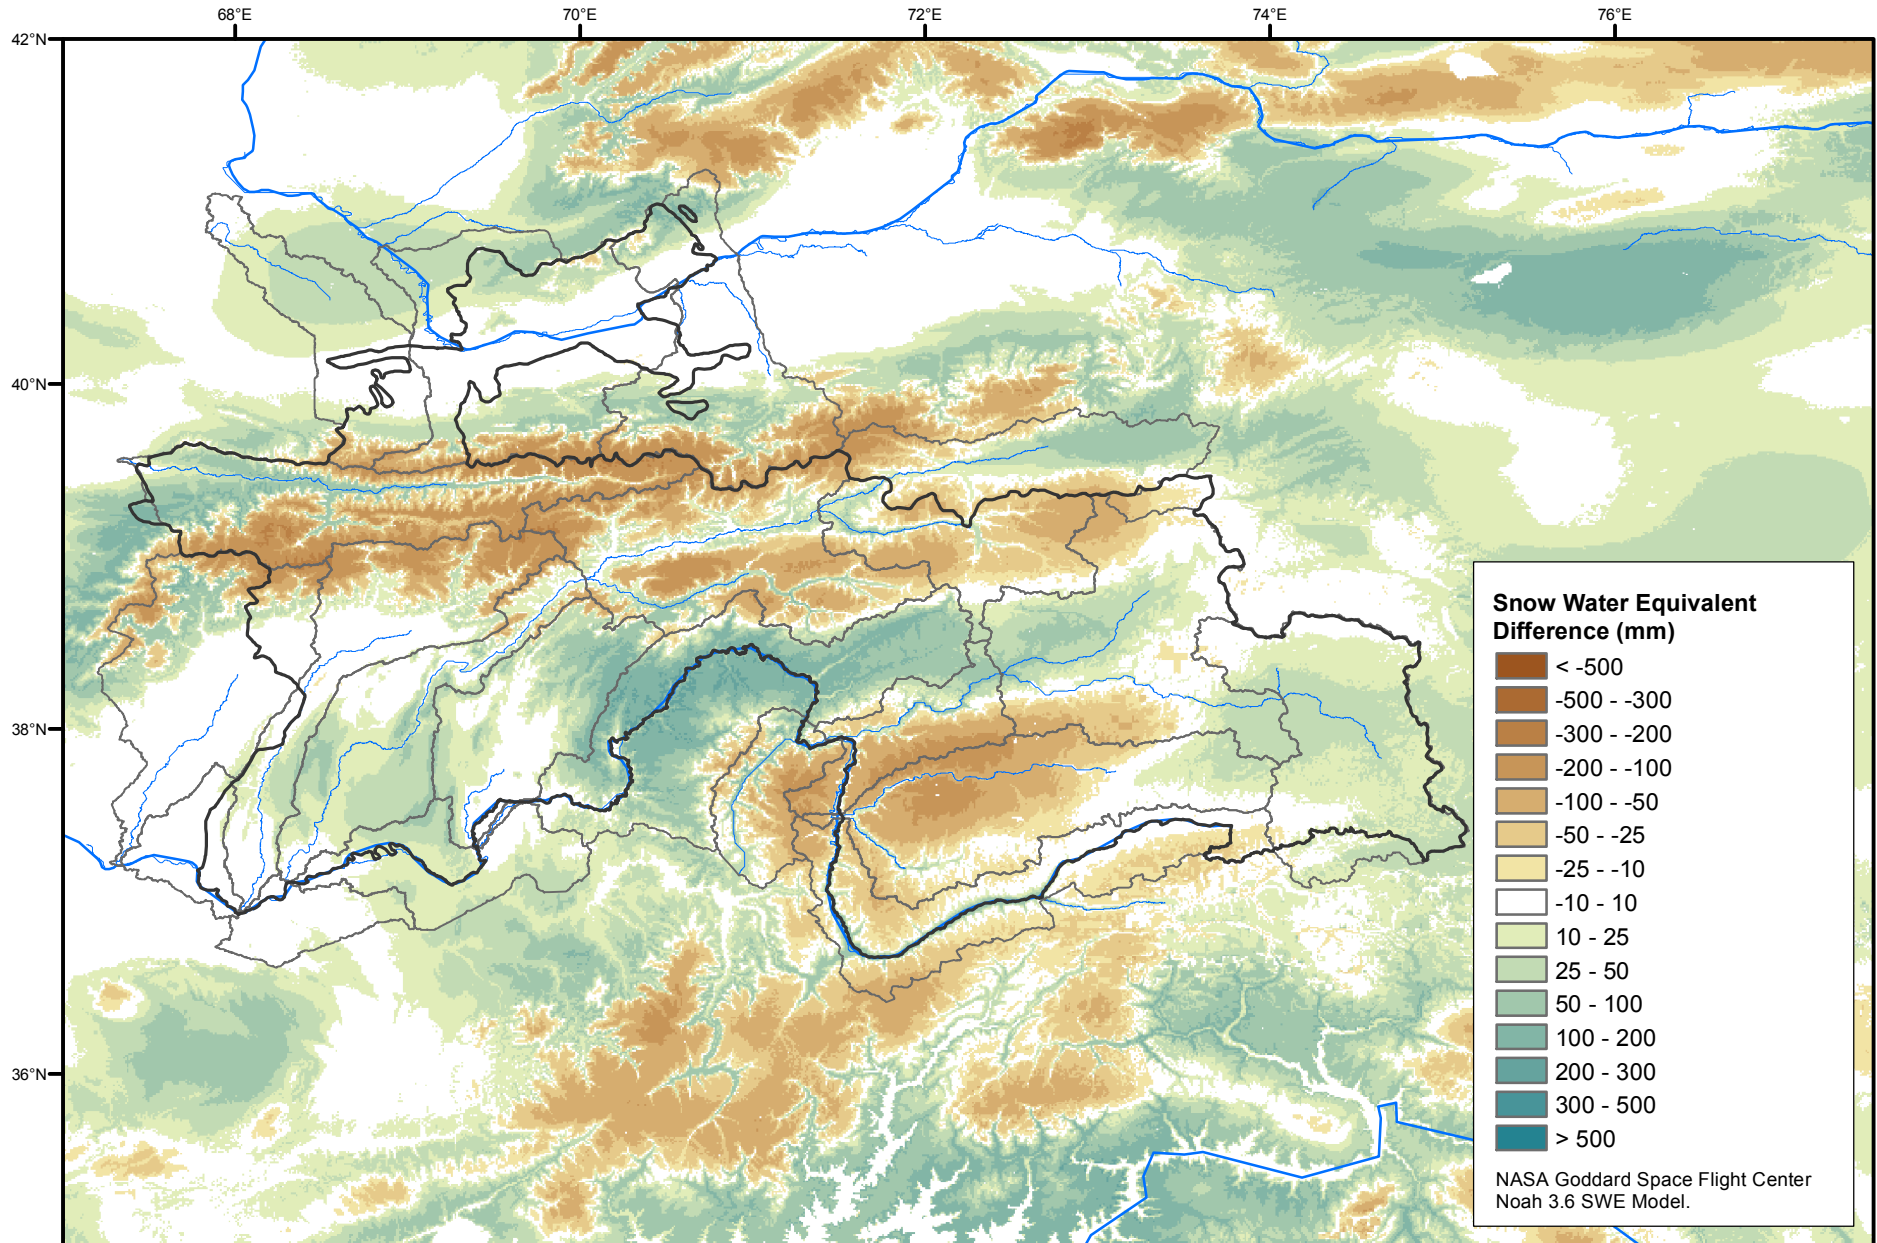 68°E 70°E 72°E 74°E 76°E
42°N
40°N
38°N
36°N
Snow Water Equivalent
Difference (mm)
< -500
-500 - -300
-300 - -200
-200 - -100
-100 - -50
-50 - -25
-25 - -10
-10 - 10
10 - 25
25 - 50
50 - 100
100 - 200
200 - 300
300 - 500
> 500
NASA Goddard Space Flight Center
Noah 3.6 SWE Model.